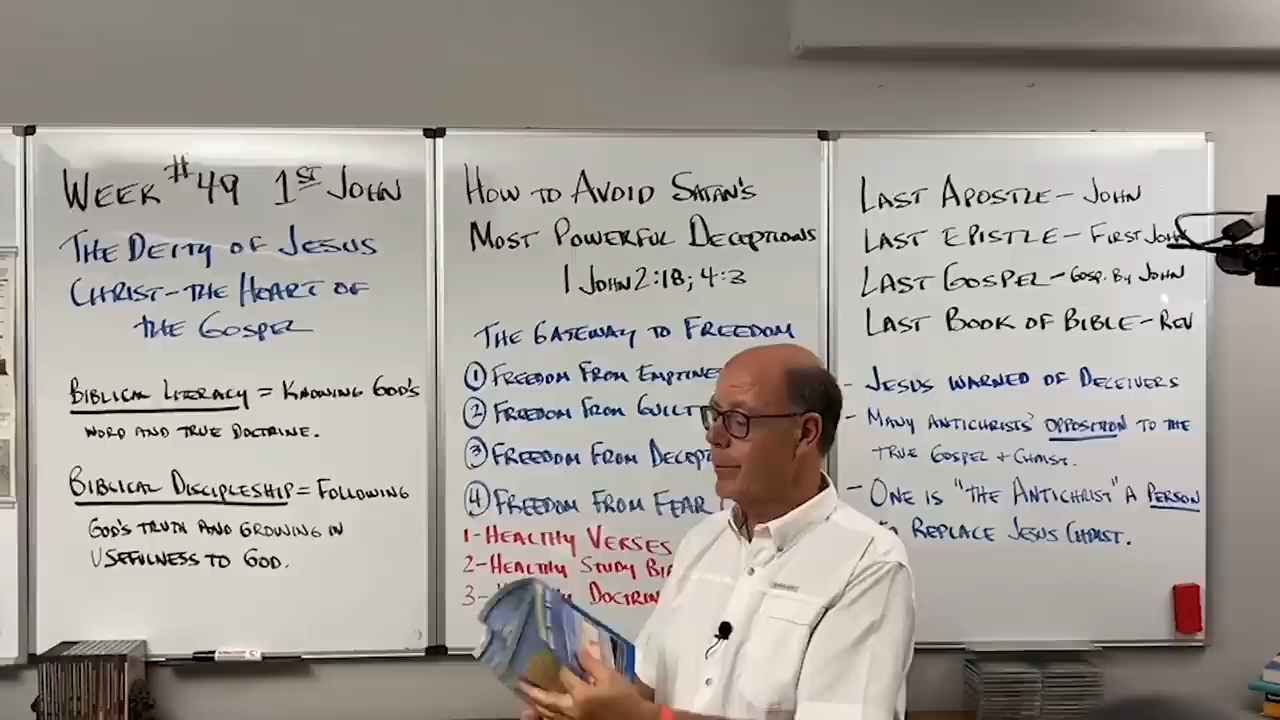 WEEK #49 1ST JOHN
THE DEITY OF JESUS
CHRIST-THE HEART OF
THE GOSPEL
BIBLICAL LITERACY = KNOWING GOD'S
WORD AND TRUE DOCTRINE.
BIBLICAL DISCIPLESHIP = FOLLOWING
GOD'S TRUTH AND GROWING IN
USEFULNESS TO GOD.
HOW TO AVOID SATAN'S
MOST POWERFUL DECEPTIONS
1 JOHN 2:18; 4:3
THE GATEWAY TO FREEDOM
① FREEDOM FROM EMPTINE
② FREEDOM FROM GUILT
③ FREEDOM FROM DECEPT
④ FREEDOM FROM FEAR
1-HEALTHY VERSES
2-HEALTHY STUDY BI
3- DOCTRIN
LAST APOSTLE- JOHN
LAST EPISTLE- FIRST JOHN
LAST GOSPEL- GOSP. BY JOHN
LAST BOOK OF BIBLE- REV
- JESUS WARNED OF DECEIVERS
- MANY ANTICHRISTS' OPPOSITION TO THE
TRUE GOSPEL + CHRIST.
- ONE IS "THE ANTICHRIST" A PERSON
REPLACE JESUS CHRIST.